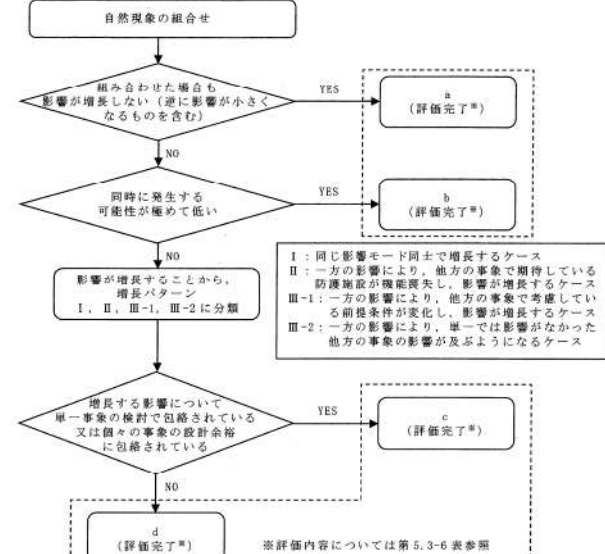 自然現象の組合せ
組み合わせた場合も
影響が増長しない（逆に影響が小さく
なるものを含む）
YES
a
（評価完了※）
NO
同時に発生する
可能性が極めて低い
YES
b
（評価完了※）
NO
影響が増長することから，
増長パターン
Ⅰ，Ⅱ，Ⅲ-1，Ⅲ-2に分類
Ⅰ：同じ影響モード同士で増長するケース
Ⅱ：一方の影響により，他方の事象で期待している
防護施設が機能喪失し，影響が増長するケース
Ⅲ-1：一方の影響により，他方の事象で考慮してい
る前提条件が変化し，影響が増長するケース
Ⅲ-2：一方の影響により，単一では影響がなかった
他方の事象の影響が及ぶようになるケース
増長する影響について
単一事象の検討で包絡されている
又は個々の事象の設計余裕
に包絡されている
YES
c
（評価完了※）
NO
d
（評価完了※）
※評価内容については第5.3-6表参照